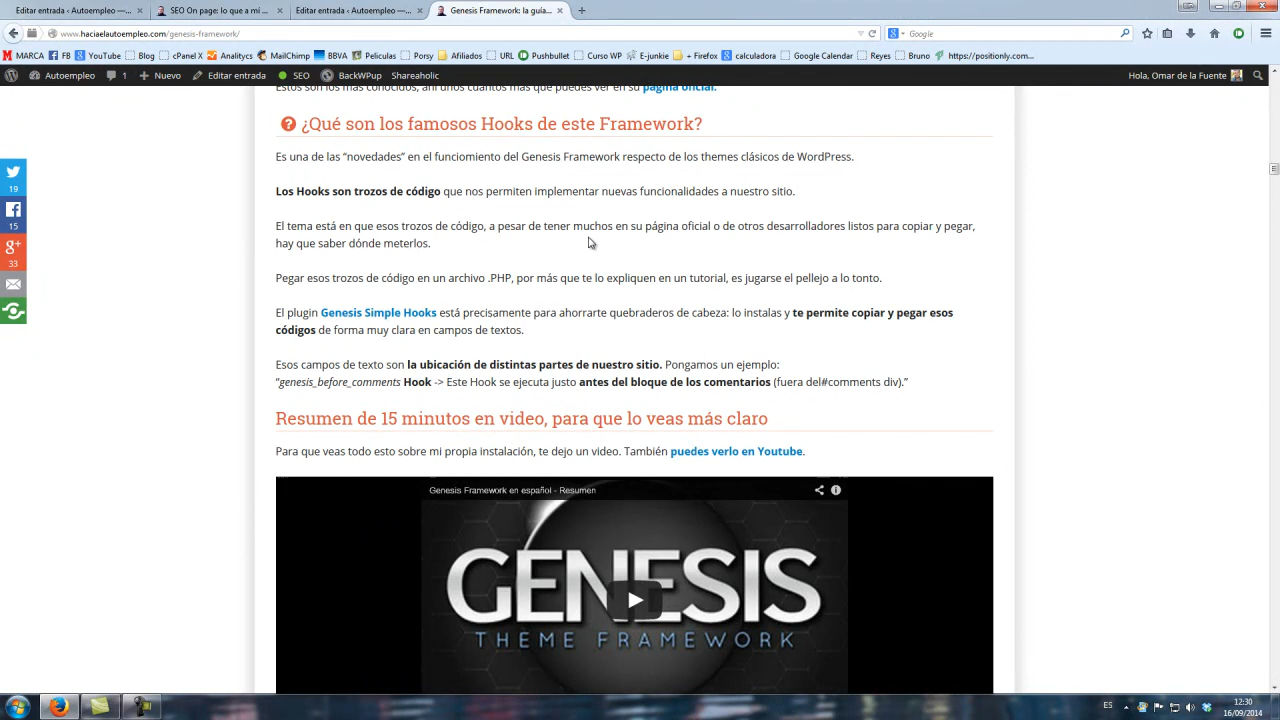 Editar entrada ‹ Autoempleo — ...
SEO On page: lo que a mi ...
Editar entrada ‹ Autoempleo — ...
Genesis Framework: la guía...
www.haciaelautoempleo.com/genesis-framework/
Google
MARCA FB YouTube Blog cPanel X Analitycs MailChimp BBVA Peliculas Porsy Afiliados URL Pushbullet Curso WP E-junkie + Firefox calculadora Google Calendar Reyes Bruno https://positionly.com...
Autoempleo 1 Nuevo Editar entrada SEO BackWPup Shareaholic Hola, Omar de la Fuente
Estos son los más conocidos, ahí unos cuantos más que puedes ver en su página oficial.
¿Qué son los famosos Hooks de este Framework?
Es una de las “novedades” en el funciomiento del Genesis Framework respecto de los themes clásicos de WordPress.
Los Hooks son trozos de código que nos permiten implementar nuevas funcionalidades a nuestro sitio.
El tema está en que esos trozos de código, a pesar de tener muchos en su página oficial o de otros desarrolladores listos para copiar y pegar,
hay que saber dónde meterlos.
Pegar esos trozos de código en un archivo .PHP, por más que te lo expliquen en un tutorial, es jugarse el pellejo a lo tonto.
El plugin Genesis Simple Hooks está precisamente para ahorrarte quebraderos de cabeza: lo instalas y te permite copiar y pegar esos
códigos de forma muy clara en campos de textos.
Esos campos de texto son la ubicación de distintas partes de nuestro sitio. Pongamos un ejemplo:
“genesis_before_comments Hook -> Este Hook se ejecuta justo antes del bloque de los comentarios (fuera del#comments div).”
Resumen de 15 minutos en video, para que lo veas más claro
Para que veas todo esto sobre mi propia instalación, te dejo un video. También puedes verlo en Youtube.
Genesis Framework en español - Resumen
GENESIS
THEME FRAMEWORK
19
15
33
ES
12:30
16/09/2014